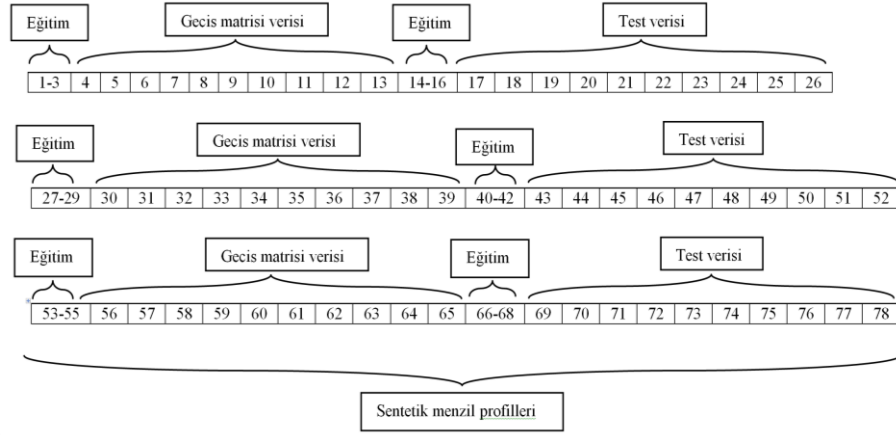 Eğitim Gecis matrisi verisi Eğitim Test verisi
1-3 4 5 6 7 8 9 10 11 12 13 14-16 17 18 19 20 21 22 23 24 25 26
Eğitim Gecis matrisi verisi Eğitim Test verisi
27-29 30 31 32 33 34 35 36 37 38 39 40-42 43 44 45 46 47 48 49 50 51 52
Eğitim Gecis matrisi verisi Eğitim Test verisi
53-55 56 57 58 59 60 61 62 63 64 65 66-68 69 70 71 72 73 74 75 76 77 78
Sentetik menzil profilleri